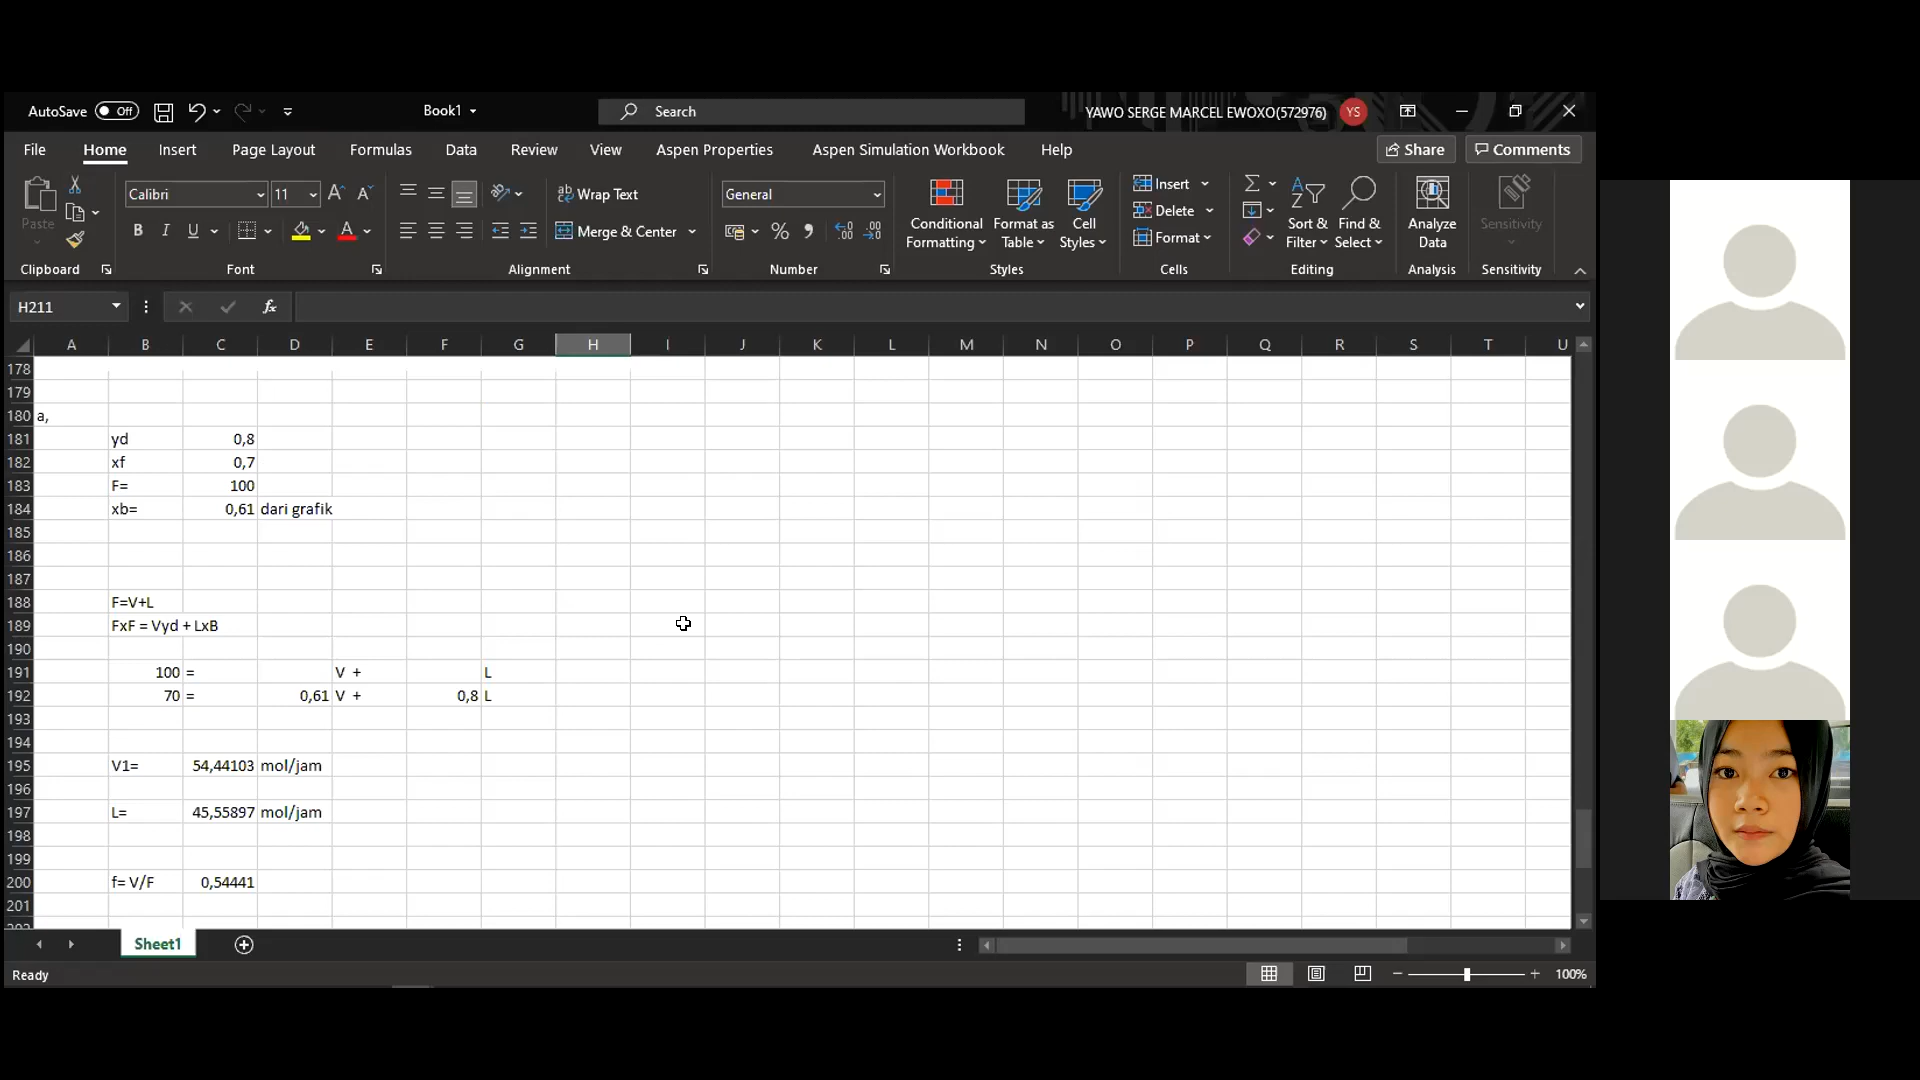 AutoSave Off Book1 Search YAWO SERGE MARCEL EWOXO(572976) YS
File Home Insert Page Layout Formulas Data Review View Aspen Properties Aspen Simulation Workbook Help Share Comments
Paste Calibri 11 Wrap Text General Conditional Formatting Format as Table Cell Styles Insert Sort & Filter Find & Select Analyze Data Sensitivity
B I U Merge & Center Delete
Format
Clipboard Font Alignment Number Styles Cells Editing Analysis Sensitivity
H211 fx
A B C D E F G H I J K L M N O P Q R S T U
178
179
180 a,
181 yd 0,8
182 xf 0,7
183 F= 100
184 xb= 0,61 dari grafik
185
186
187
188 F=V+L
189 FxF = Vyd + LxB
190
191 100 = V + L
192 70 = 0,61 V + 0,8 L
193
194
195 V1= 54,44103 mol/jam
196
197 L= 45,55897 mol/jam
198
199
200 f= V/F 0,54441
201
Sheet1
Ready 100%